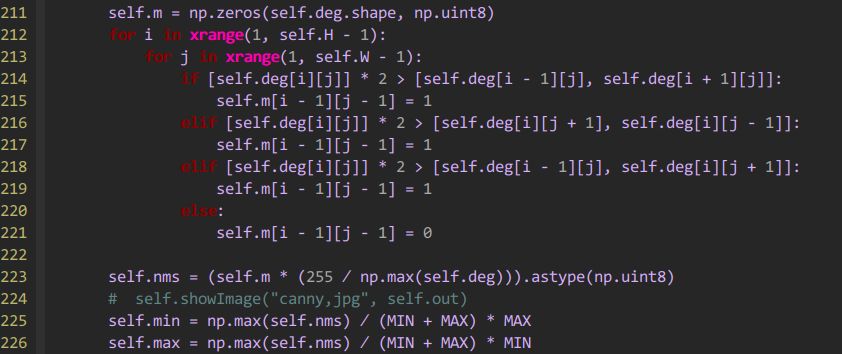 211 self.m = np.zeros(self.deg.shape, np.uint8)
212 for i in xrange(1, self.H - 1):
213 for j in xrange(1, self.W - 1):
214 if [self.deg[i][j]] * 2 > [self.deg[i - 1][j], self.deg[i + 1][j]]:
215 self.m[i - 1][j - 1] = 1
216 elif [self.deg[i][j]] * 2 > [self.deg[i][j + 1], self.deg[i][j - 1]]:
217 self.m[i - 1][j - 1] = 1
218 elif [self.deg[i][j]] * 2 > [self.deg[i - 1][j], self.deg[i][j + 1]]:
219 self.m[i - 1][j - 1] = 1
220 else:
221 self.m[i - 1][j - 1] = 0
222
223 self.nms = (self.m * (255 / np.max(self.deg))).astype(np.uint8)
224 #  self.showImage("canny,jpg", self.out)
225 self.min = np.max(self.nms) / (MIN + MAX) * MAX
226 self.max = np.max(self.nms) / (MIN + MAX) * MIN